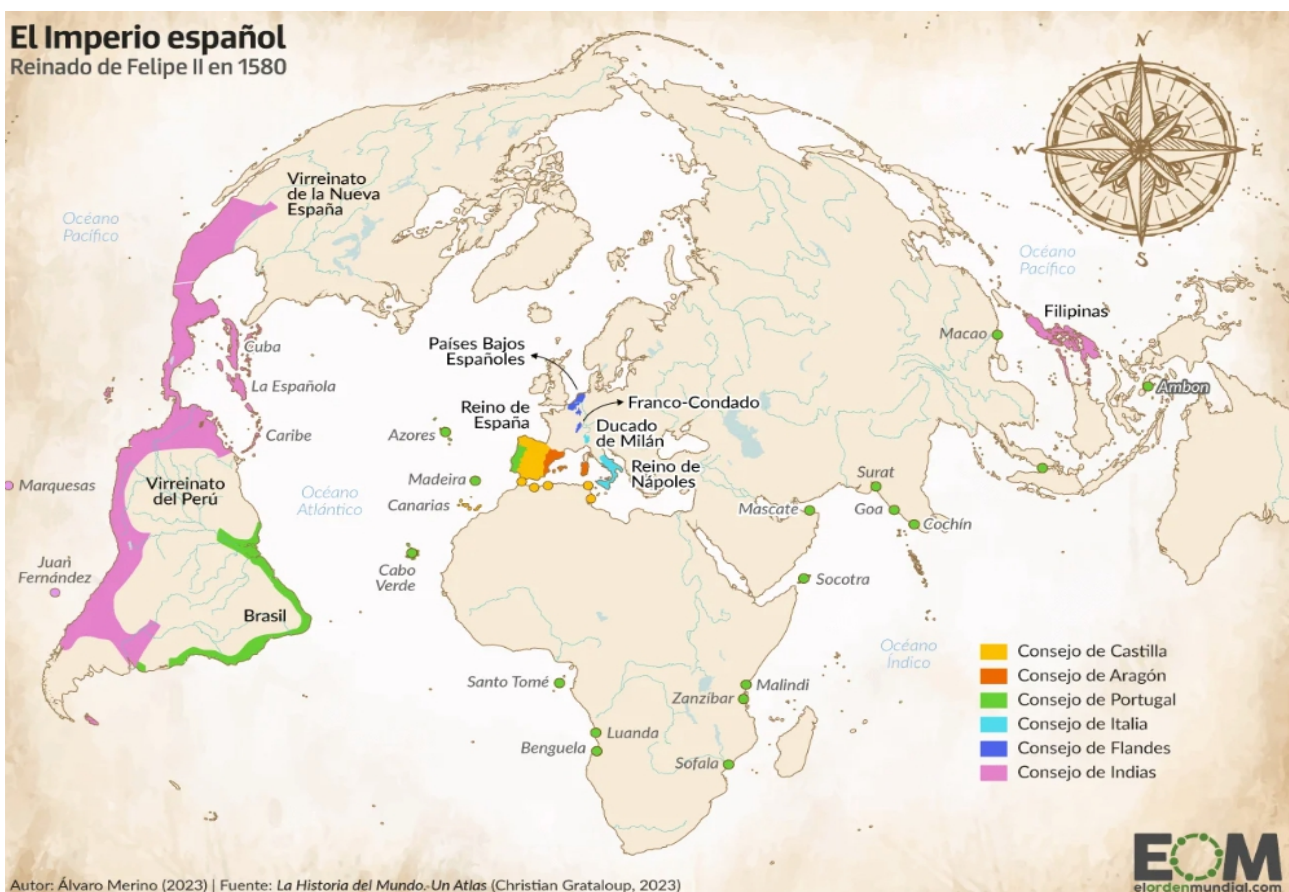 El Imperio español
Reinado de Felipe II en 1580
N
W
E
S
Virreinato
de la Nueva
España
Océano
Pacífico
Océano
Pacífico
Filipinas
Macao
Ambon
Cuba
La Española
Caribe
Países Bajos
Españoles
Franco-Condado
Reino de
España
Ducado
de Milán
Reino de
Nápoles
Azores
Madeira
Canarias
Océano
Atlántico
Marquesas
Virreinato
del Perú
Surat
Mascate
Goa
Cochín
Juan
Fernández
Cabo
Verde
Socotra
Brasil
Océano
Índico
Santo Tomé
Malindi
Zanzíbar
Luanda
Benguela
Sofala
Consejo de Castilla
Consejo de Aragón
Consejo de Portugal
Consejo de Italia
Consejo de Flandes
Consejo de Indias
EOM
elordenmundial.com
Autor: Álvaro Merino (2023) | Fuente: La Historia del Mundo. Un Atlas (Christian Grataloup, 2023)